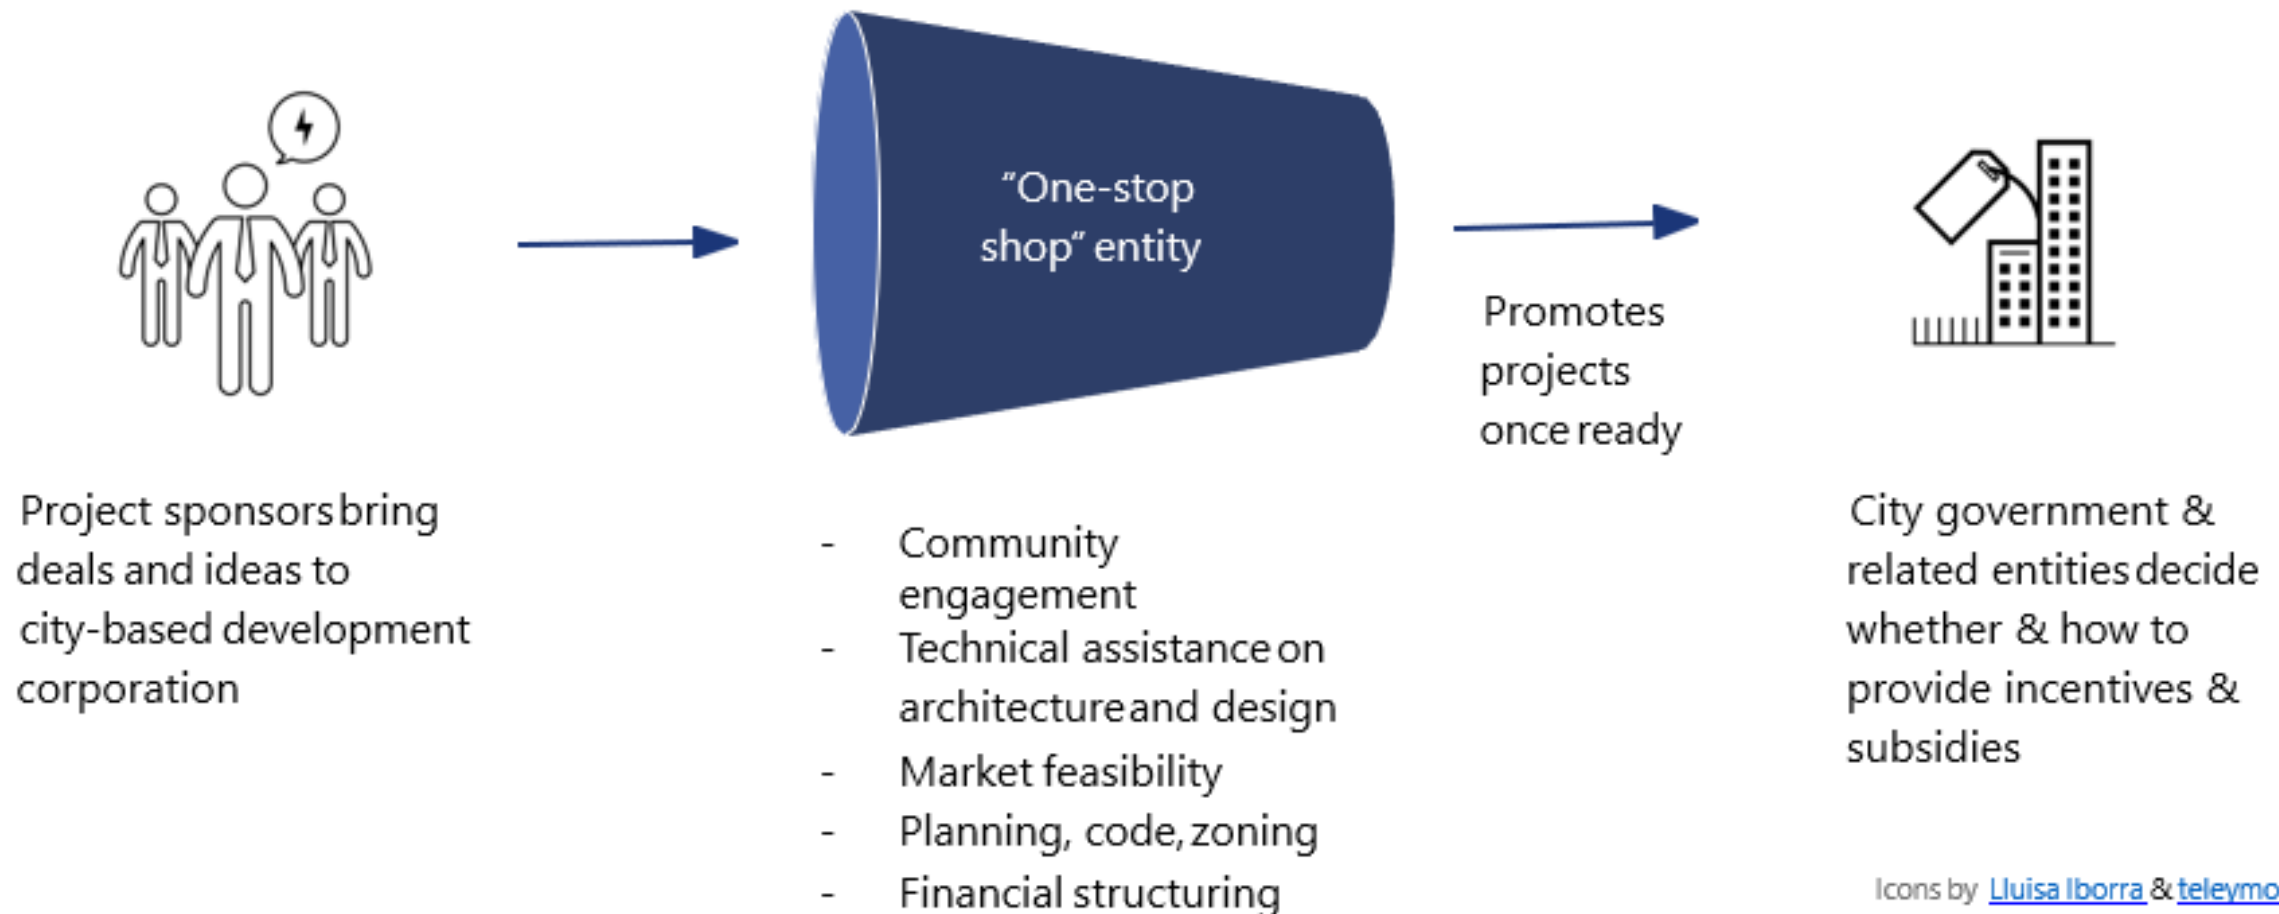 "One-stop
shop" entity
Promotes
projects
once ready
Project sponsors bring
deals and ideas to
city-based development
corporation
- Community
engagement
- Technical assistance on
architecture and design
- Market feasibility
- Planning, code, zoning
- Financial structuring
City government &
related entities decide
whether & how to
provide incentives &
subsidies
Icons by Lluisa Iborra & teleymo